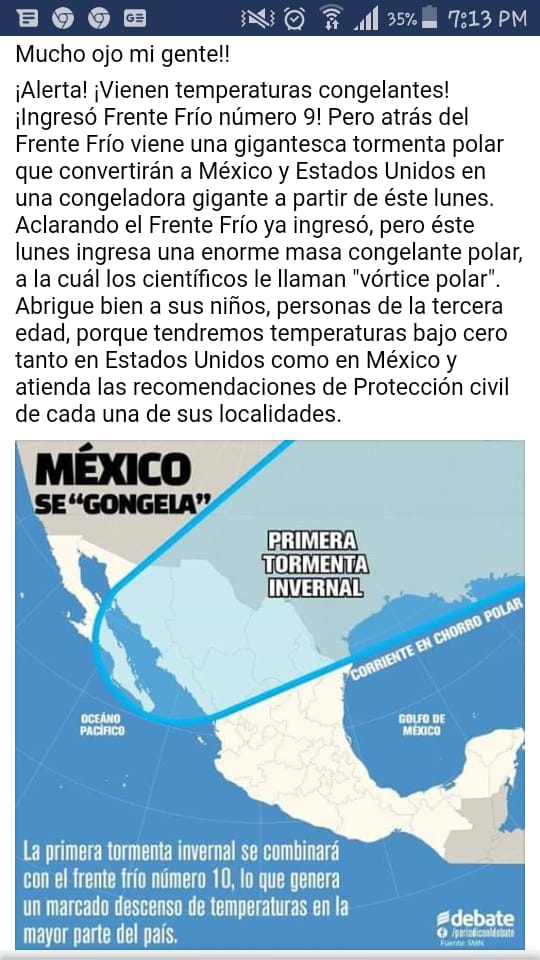 35% 7:13 PM
Mucho ojo mi gente!!
¡Alerta! ¡Vienen temperaturas congelantes!
¡Ingresó Frente Frío número 9! Pero atrás del
Frente Frío viene una gigantesca tormenta polar
que convertirán a México y Estados Unidos en
una congeladora gigante a partir de éste lunes.
Aclarando el Frente Frío ya ingresó, pero éste
lunes ingresa una enorme masa congelante polar,
a la cuál los científicos le llaman "vórtice polar".
Abrigue bien a sus niños, personas de la tercera
edad, porque tendremos temperaturas bajo cero
tanto en Estados Unidos como en México y
atienda las recomendaciones de Protección civil
de cada una de sus localidades.
MÉXICO
SE “GONGELA”
PRIMERA
TORMENTA
INVERNAL
CORRIENTE EN CHORRO POLAR
OCEÁNO
PACÍFICO
GOLFO DE
MÉXICO
La primera tormenta invernal se combinará
con el frente frío número 10, lo que genera
un marcado descenso de temperaturas en la
mayor parte del país.
debate
/periodicoeldebate
Fuente: SMN